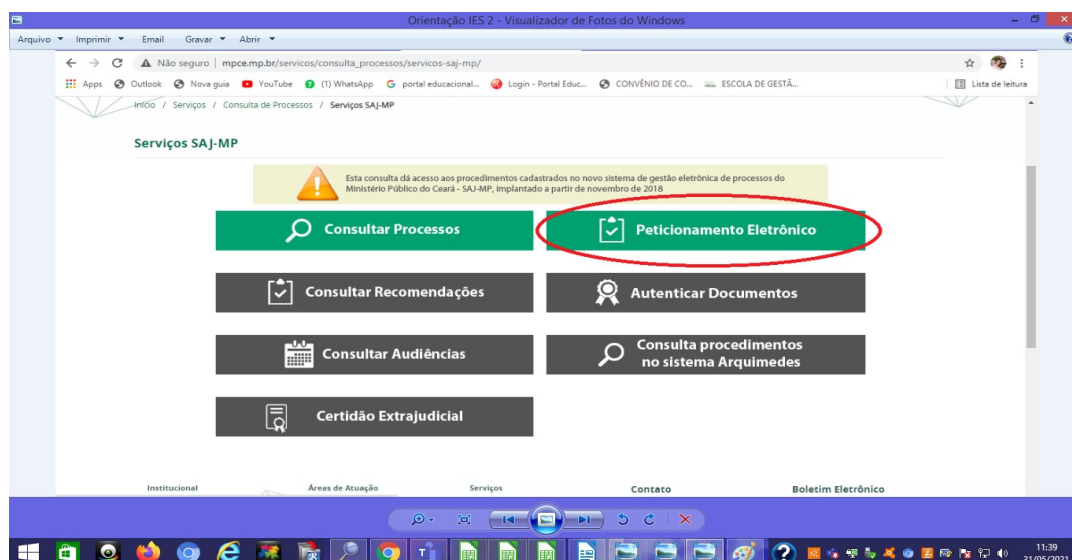 Orientação IES 2 - Visualizador de Fotos do Windows
Arquivo Imprimir Email Gravar Abrir
Não seguro mpce.mp.br/servicos/consulta_processos/servicos-saj-mp/
Apps Outlook Nova guia YouTube (1) WhatsApp portal educacional... Login - Portal Educ... CONVÊNIO DE CO... ESCOLA DE GESTÃ... Lista de leitura
Início / Serviços / Consulta de Processos / Serviços SAJ-MP
Serviços SAJ-MP
Esta consulta dá acesso aos procedimentos cadastrados no novo sistema de gestão eletrônica de processos do
Ministério Público do Ceará - SAJ-MP, implantado a partir de novembro de 2018
Consultar Processos
Peticionamento Eletrônico
Consultar Recomendações
Autenticar Documentos
Consultar Audiências
Consulta procedimentos
no sistema Arquimedes
Certidão Extrajudicial
Institucional Áreas de Atuação Serviços Contato Boletim Eletrônico
11:39
31/05/2021